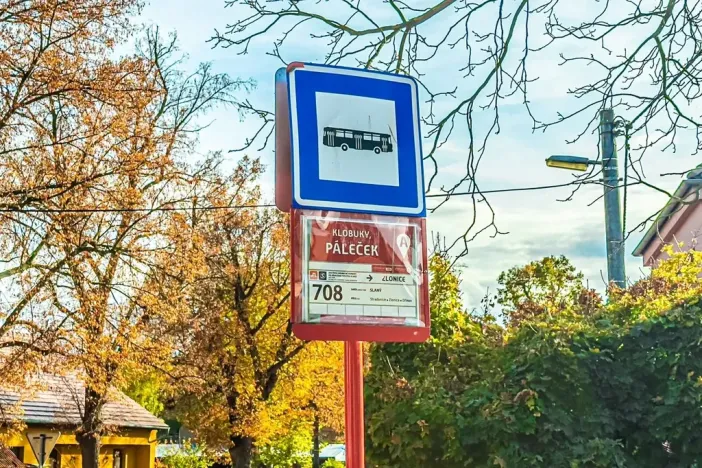 KLOBUKY,
PÁLEČEK
A
→ ZLONICE
708
SLANÝ